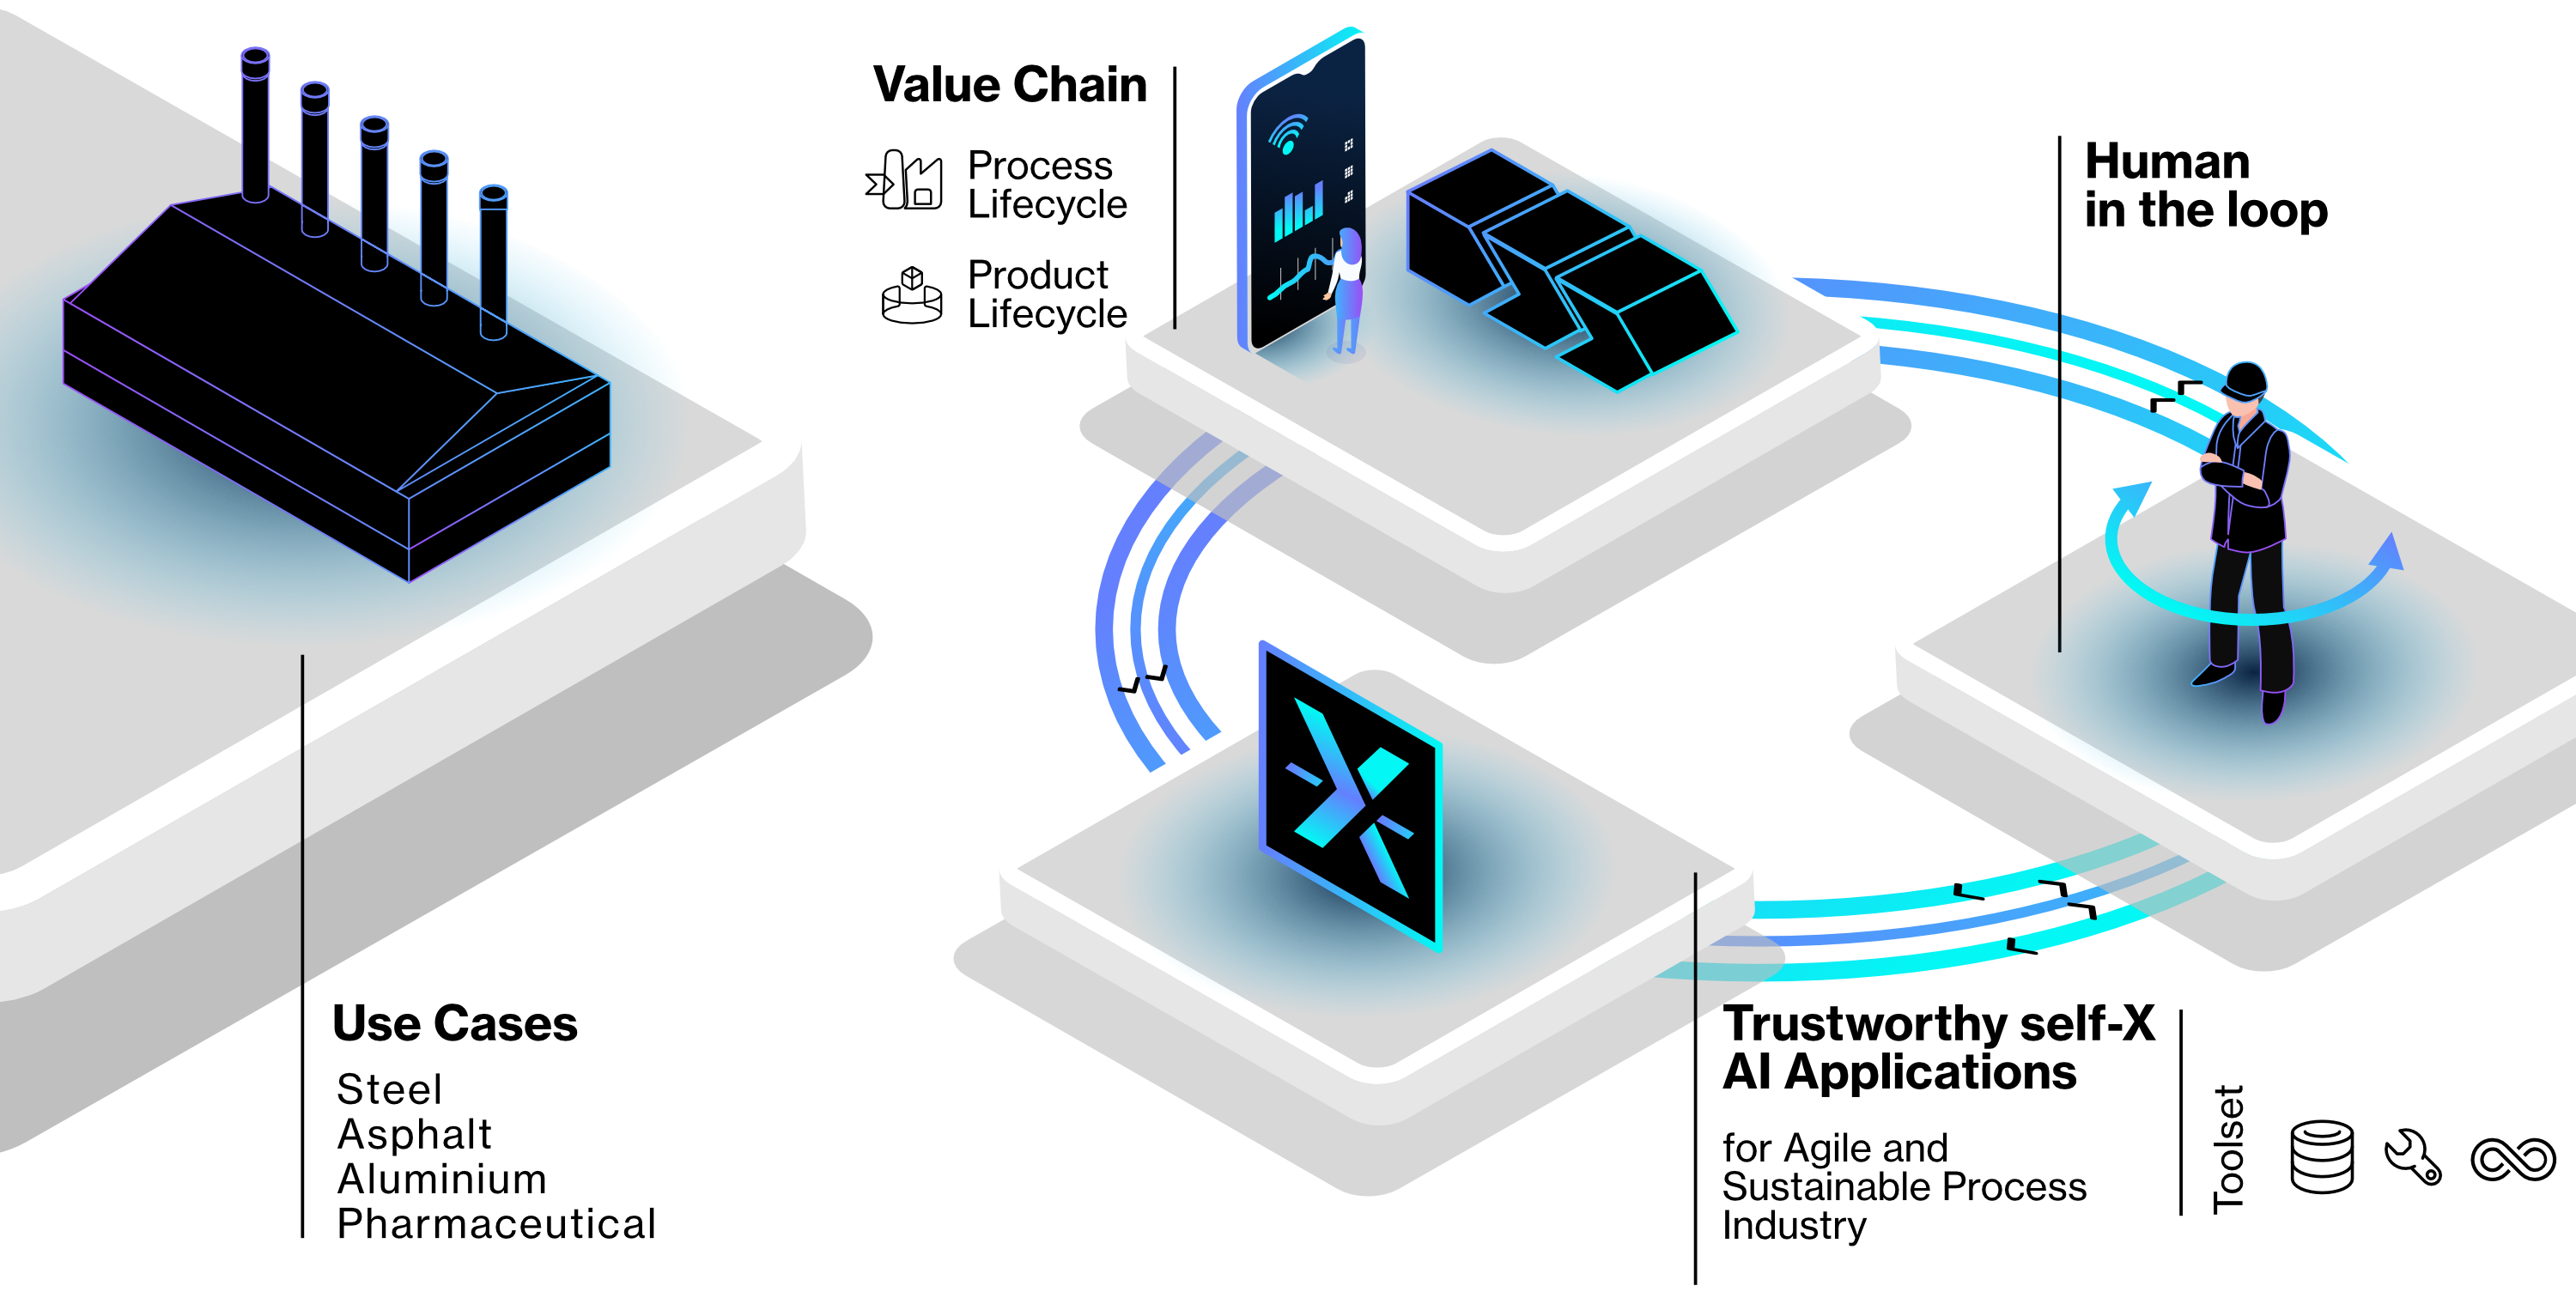 Value Chain
Process
Lifecycle
Product
Lifecycle
Human
in the loop
Use Cases
Steel
Asphalt
Aluminium
Pharmaceutical
Trustworthy self-X
AI Applications
for Agile and
Sustainable Process
Industry
Toolset